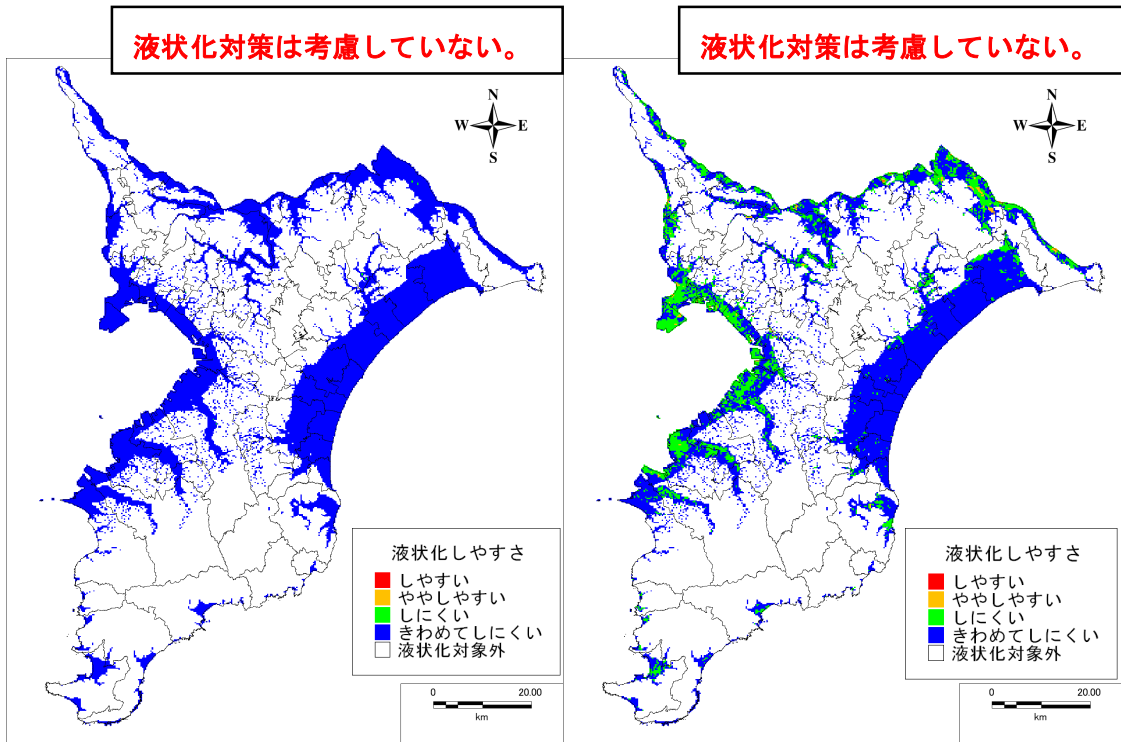 液状化対策は考慮していない。
N
W E
S
液状化しやすさ
しやすい
ややしやすい
しにくい
きわめてしにくい
液状化対象外
0 20.00
km
液状化対策は考慮していない。
N
W E
S
液状化しやすさ
しやすい
ややしやすい
しにくい
きわめてしにくい
液状化対象外
0 20.00
km